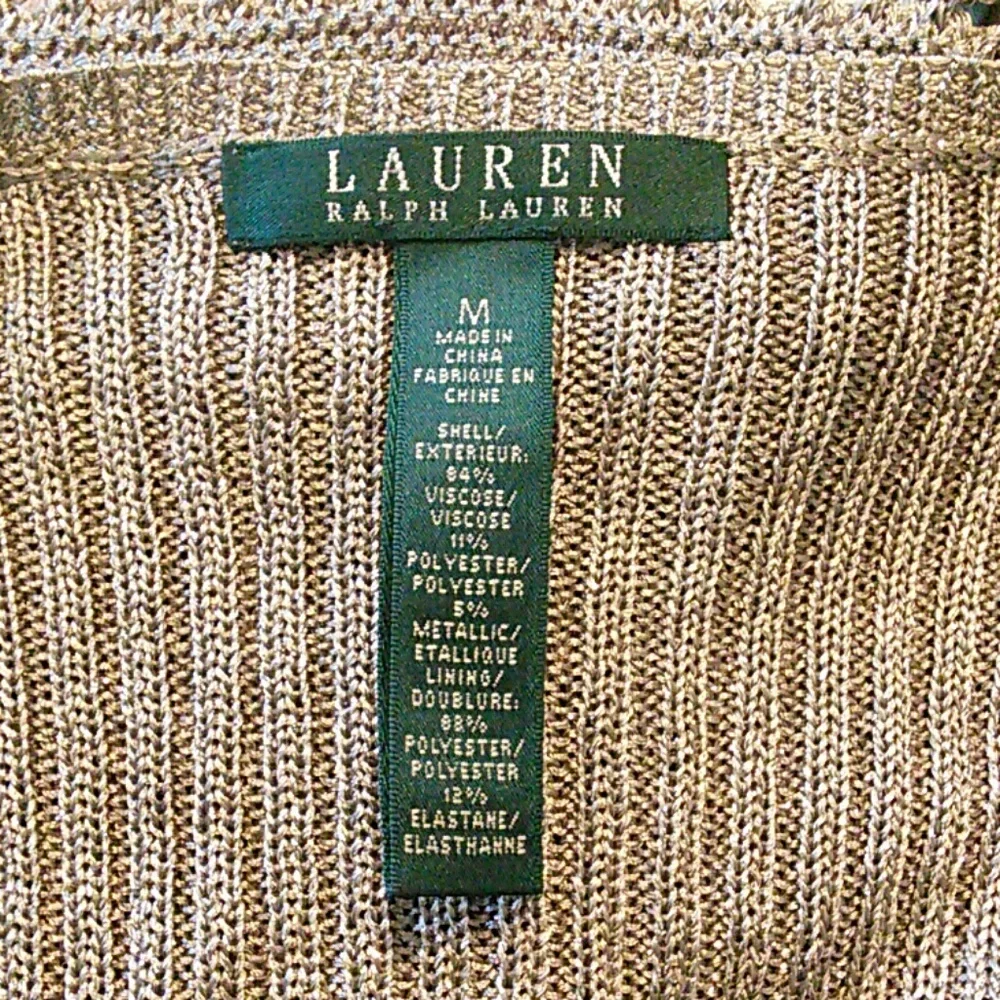 LAUREN
RALPH LAUREN
M
MADE IN
CHINA
FABRIQUE EN
CHINE
SHELL/
EXTERIEUR:
84%
VISCOSE/
VISCOSE
11%
POLYESTER/
POLYESTER
5%
METALLIC/
ETALLIQUE
LINING/
DOUBLURE:
88%
POLYESTER/
POLYESTER
12%
ELASTANE/
ELASTHANNE